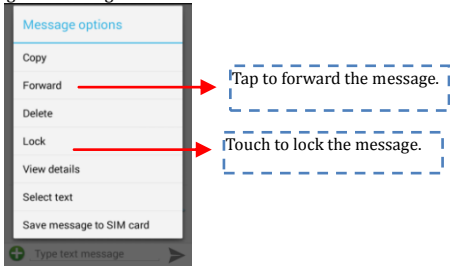 Message options
Copy
Forward
Tap to forward the message.
Delete
Lock
Touch to lock the message.
View details
Select text
Save message to SIM card
Type text message